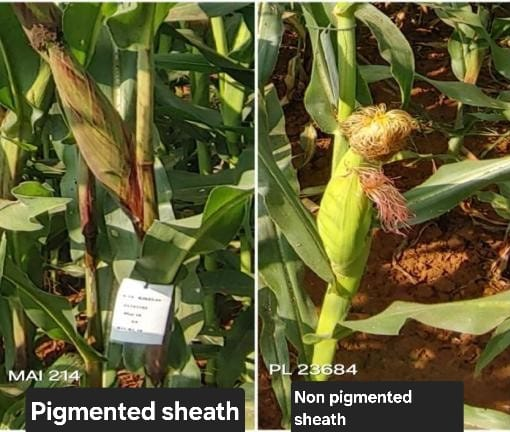 MAI 214
Pigmented sheath
PL 23684
Non pigmented
sheath